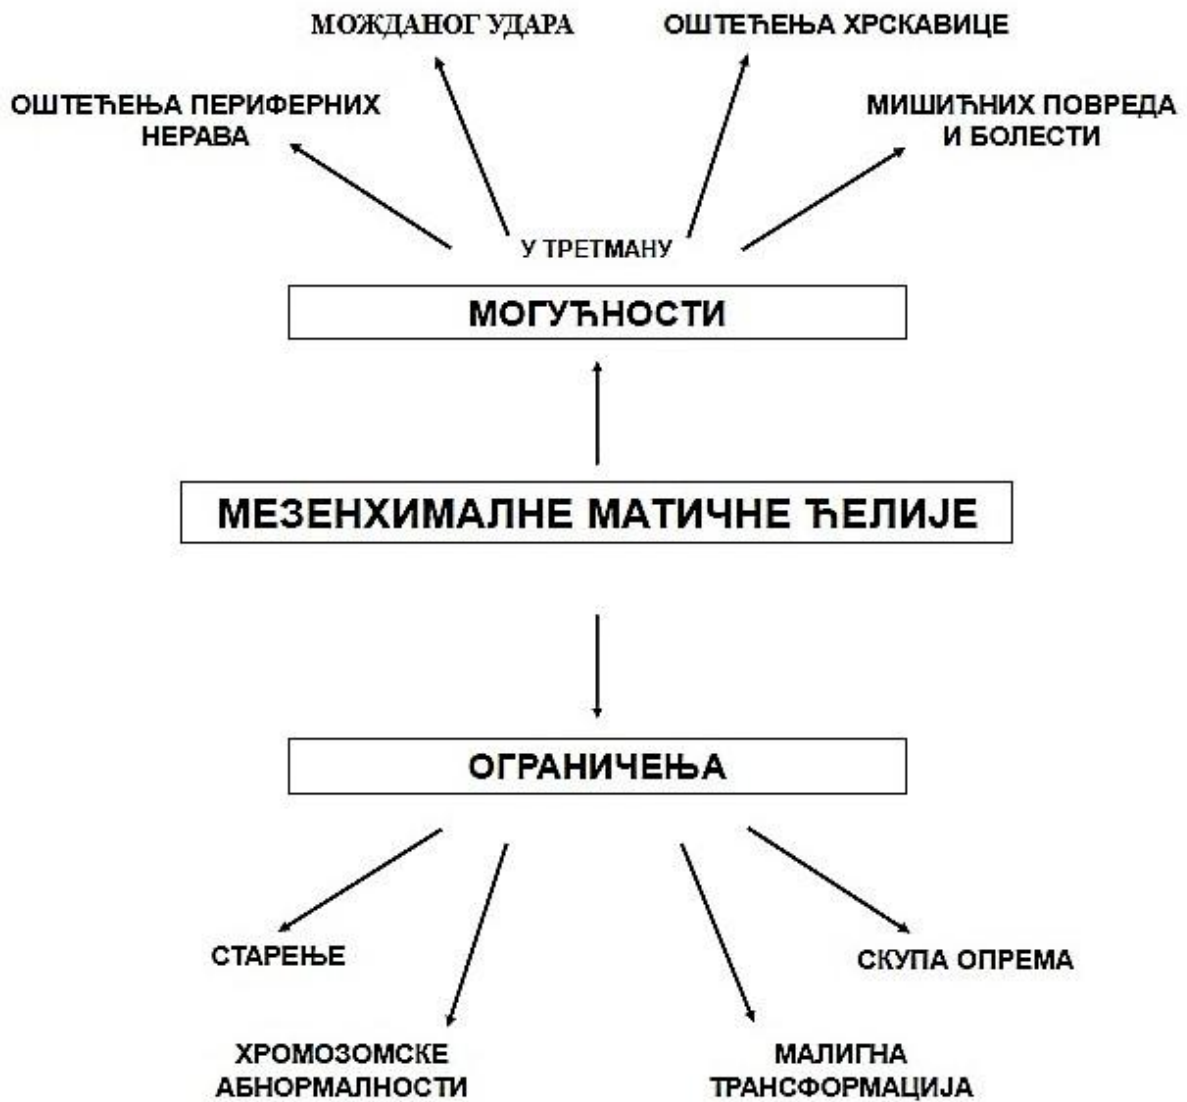 МОЖДАНОГ УДАРА
ОШТЕЋЕЊА ХРСКАВИЦЕ
ОШТЕЋЕЊА ПЕРИФЕРНИХ
НЕРАВА
МИШИЋНИХ ПОВРЕДА
И БОЛЕСТИ
У ТРЕТМАНУ
МОГУЋНОСТИ
МЕЗЕНХИМАЛНЕ МАТИЧНЕ ЋЕЛИЈЕ
ОГРАНИЧЕЊА
СТАРЕЊЕ
СКУПА ОПРЕМА
ХРОМОЗОМСКЕ
АБНОРМАЛНОСТИ
МАЛИГНА
ТРАНСФОРМАЦИЈА